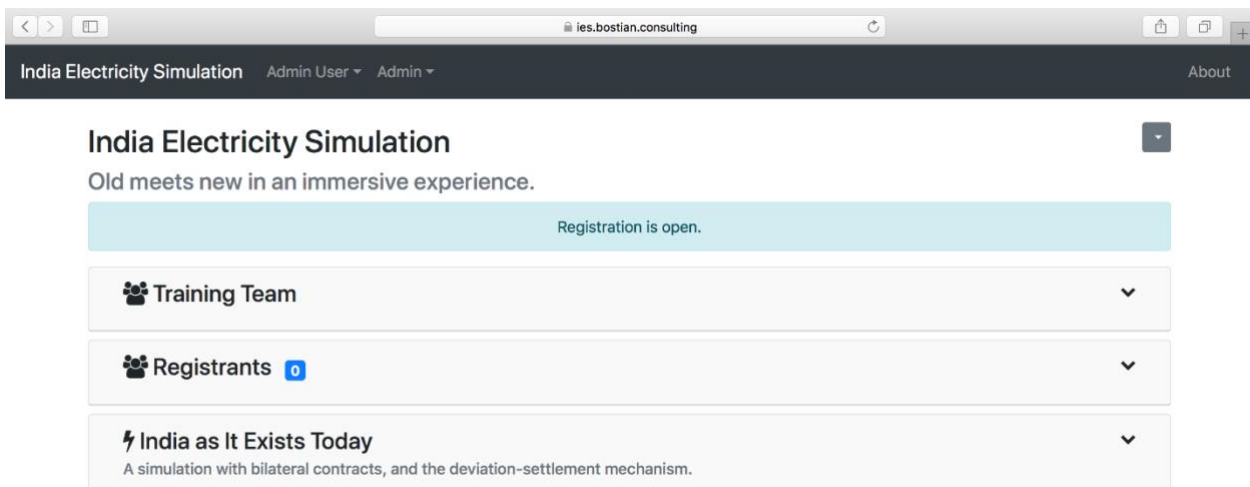 ies.bostian.consulting
India Electricity Simulation Admin User Admin About
India Electricity Simulation
Old meets new in an immersive experience.
Registration is open.
Training Team
Registrants 0
India as It Exists Today
A simulation with bilateral contracts, and the deviation-settlement mechanism.